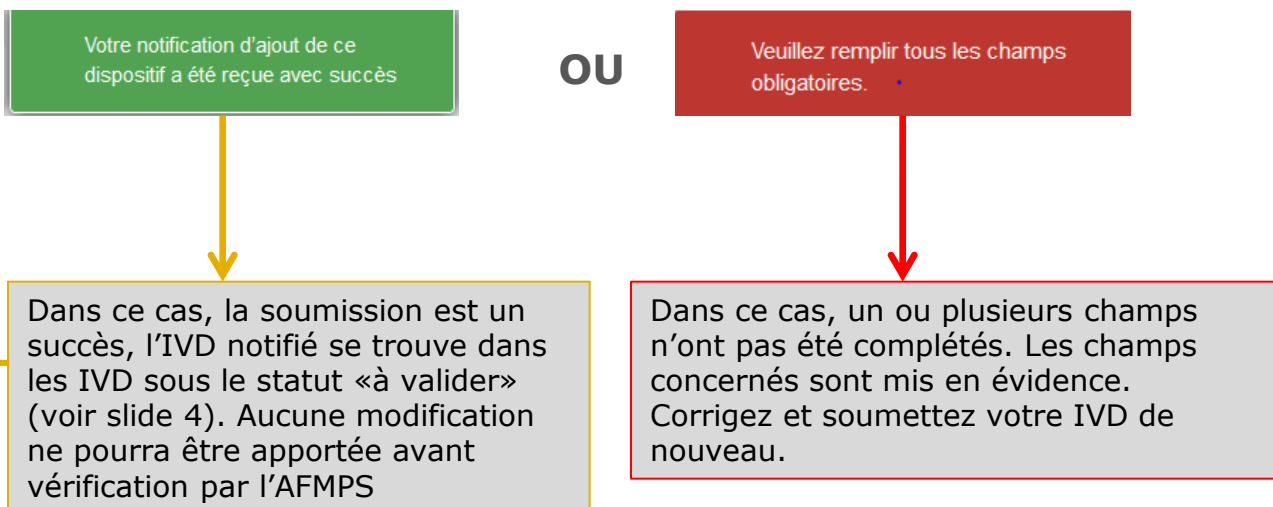 Votre notification d'ajout de ce
dispositif a été reçue avec succès
OU
Veuillez remplir tous les champs
obligatoires.
Dans ce cas, la soumission est un
succès, l'IVD notifié se trouve dans
les IVD sous le statut «à valider»
(voir slide 4). Aucune modification
ne pourra être apportée avant
vérification par l'AFMPS
Dans ce cas, un ou plusieurs champs
n'ont pas été complétés. Les champs
concernés sont mis en évidence.
Corrigez et soumettez votre IVD de
nouveau.